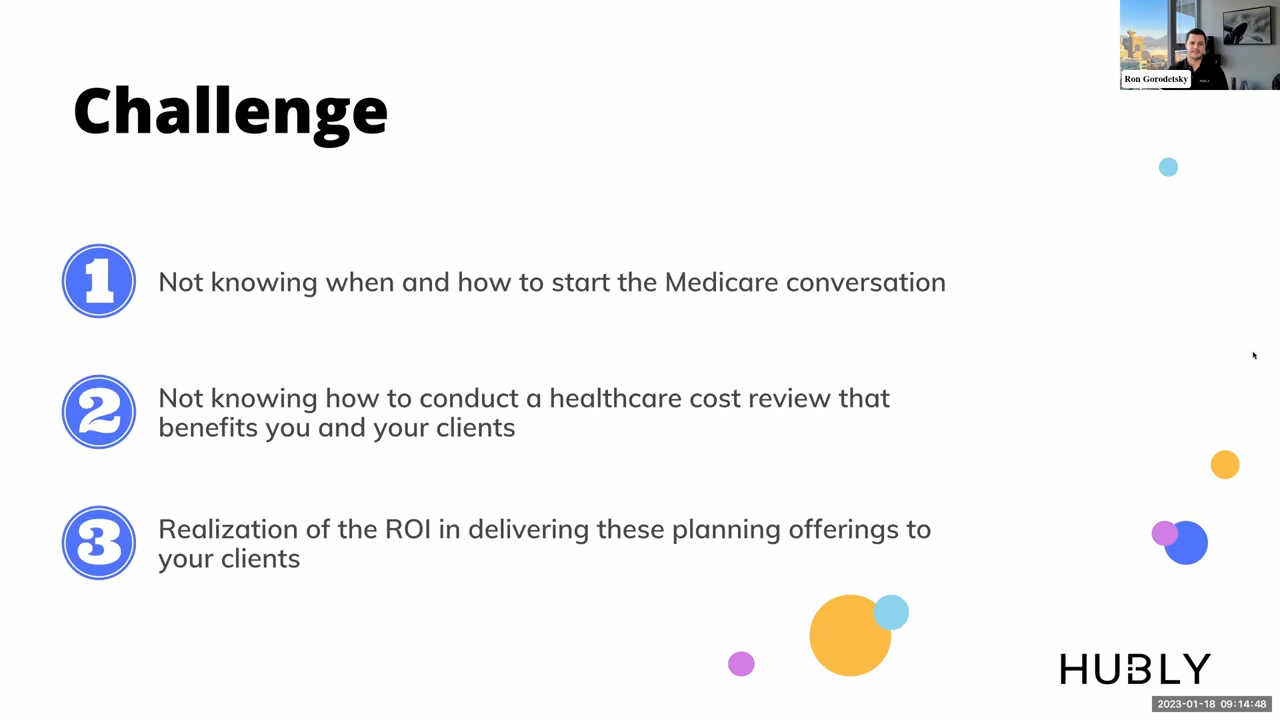 Ron Gorodetsky
Challenge
1
Not knowing when and how to start the Medicare conversation
2
Not knowing how to conduct a healthcare cost review that
benefits you and your clients
3
Realization of the ROI in delivering these planning offerings to
your clients
HUBLY
2023-01-18 09:14:48